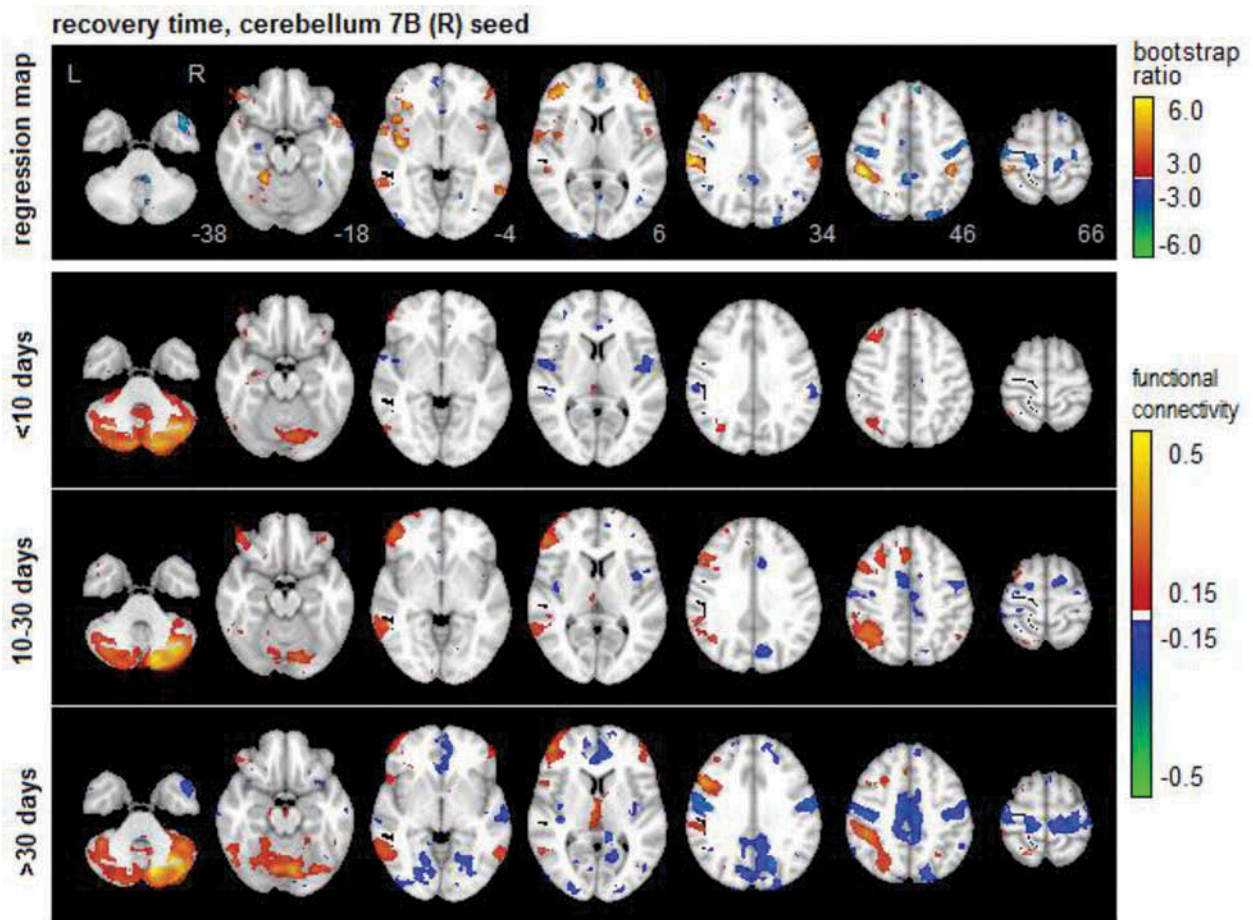 recovery time, cerebellum 7B (R) seed
regression map
L R
-38 -18 -4 6 34 46 66
bootstrap
ratio
6.0
3.0
-3.0
-6.0
<10 days
10-30 days
>30 days
functional
connectivity
0.5
0.15
-0.15
-0.5